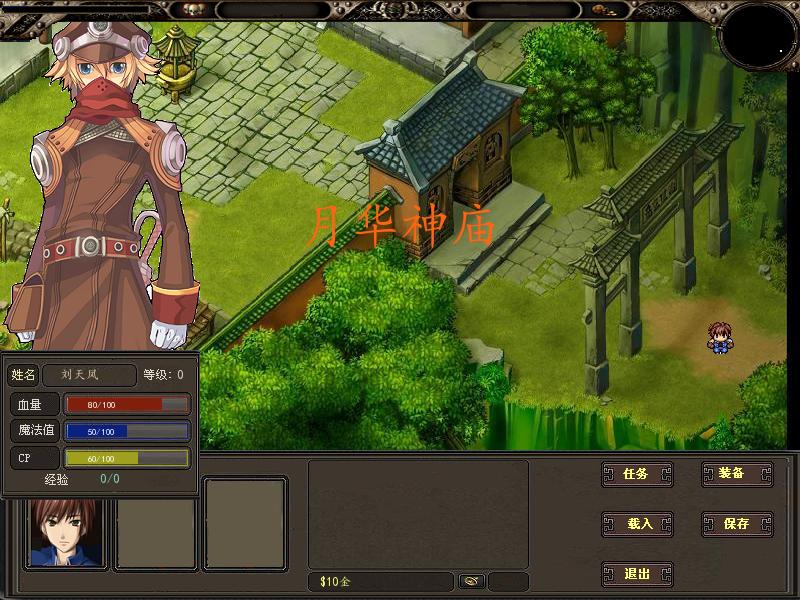 月华神庙
姓名 刘天风 等级: 0
血量 80/100
魔法值 50/100
CP 60/100
经验 0/0
任务 装备
载入 保存
$10金
退出